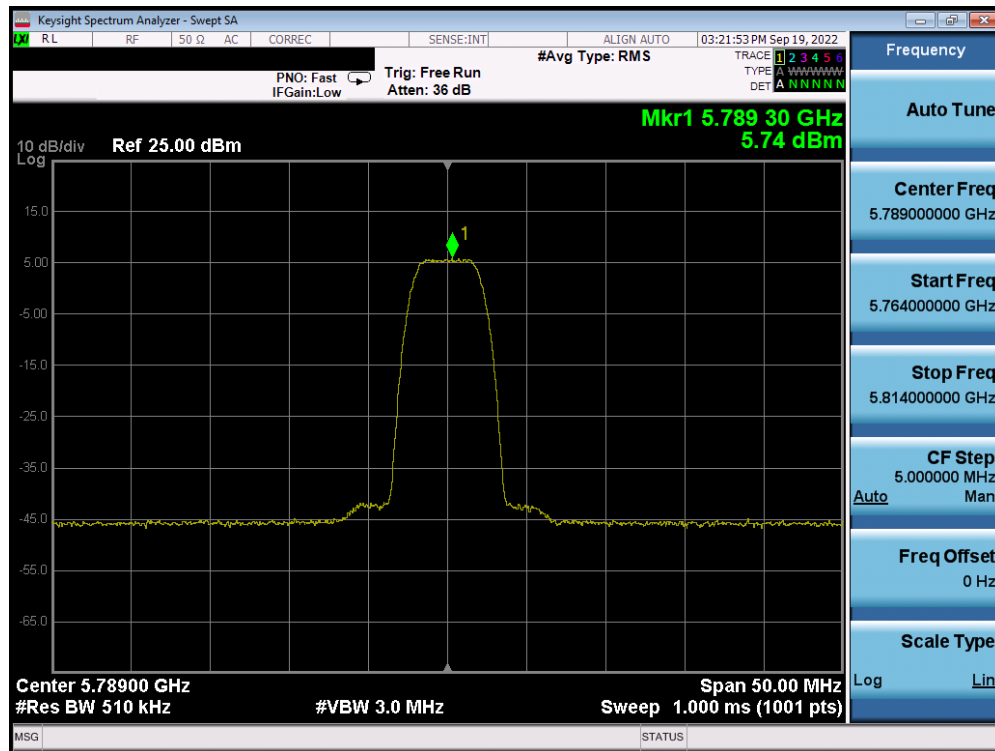 Keysight Spectrum Analyzer - Swept SA
LXI RL RF 50 Ω AC CORREC SENSE:INT ALIGN AUTO 03:21:53 PM Sep 19, 2022
#Avg Type: RMS TRACE 1 2 3 4 5 6
PNO: Fast Trig: Free Run TYPE A WWWWW
IFGain:Low Atten: 36 dB DET A N N N N N
Mkr1 5.789 30 GHz
5.74 dBm
10 dB/div Ref 25.00 dBm
Log
1
15.0
5.00
-5.00
-15.0
-25.0
-35.0
-45.0
-55.0
-65.0
Center 5.78900 GHz Span 50.00 MHz
#Res BW 510 kHz #VBW 3.0 MHz Sweep 1.000 ms (1001 pts)
MSG STATUS
Frequency
Auto Tune
Center Freq
5.789000000 GHz
Start Freq
5.764000000 GHz
Stop Freq
5.814000000 GHz
CF Step
5.000000 MHz
Auto Man
Freq Offset
0 Hz
Scale Type
Log Lin